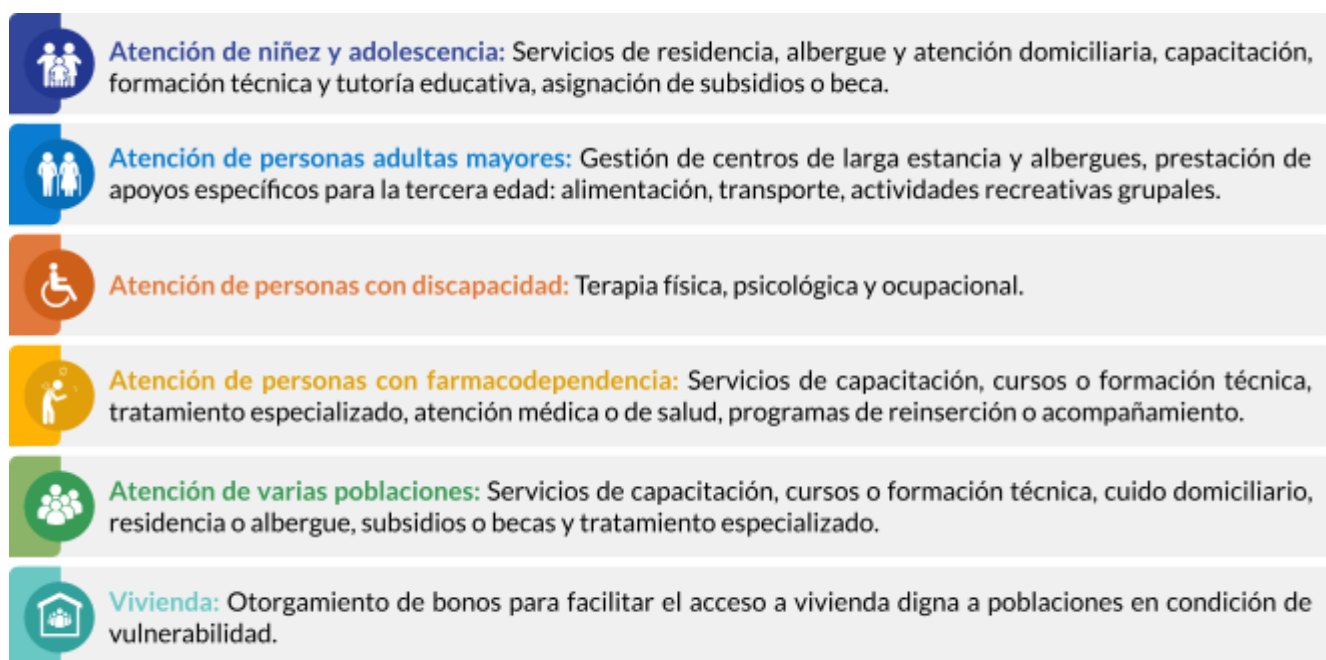 Atención de niñez y adolescencia: Servicios de residencia, albergue y atención domiciliaria, capacitación,
formación técnica y tutoría educativa, asignación de subsidios o beca.
Atención de personas adultas mayores: Gestión de centros de larga estancia y albergues, prestación de
apoyos específicos para la tercera edad: alimentación, transporte, actividades recreativas grupales.
Atención de personas con discapacidad: Terapia física, psicológica y ocupacional.
Atención de personas con farmacodependencia: Servicios de capacitación, cursos o formación técnica,
tratamiento especializado, atención médica o de salud, programas de reinserción o acompañamiento.
Atención de varias poblaciones: Servicios de capacitación, cursos o formación técnica, cuido domiciliario,
residencia o albergue, subsidios o becas y tratamiento especializado.
Vivienda: Otorgamiento de bonos para facilitar el acceso a vivienda digna a poblaciones en condición de
vulnerabilidad.